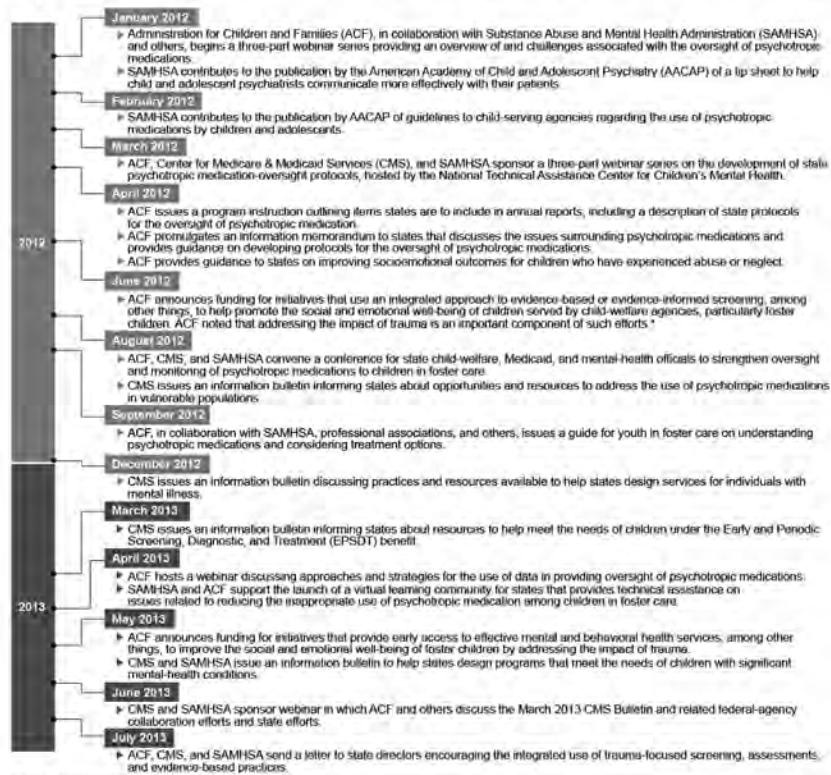 January 2012
▸ Administration for Children and Families (ACF), in collaboration with Substance Abuse and Mental Health Administration (SAMHSA)
and others, begins a three-part webinar series providing an overview of and challenges associated with the oversight of psychotropic
medications.
▸ SAMHSA contributes to the publication by the American Academy of Child and Adolescent Psychiatry (AACAP) of a tip sheet to help
child and adolescent psychiatrists communicate more effectively with their patients.
February 2012
▸ SAMHSA contributes to the publication by AACAP of guidelines to child-serving agencies regarding the use of psychotropic
medications by children and adolescents.
March 2012
▸ ACF, Center for Medicare & Medicaid Services (CMS), and SAMHSA sponsor a three-part webinar series on the development of state
psychotropic medication-oversight protocols, hosted by the National Technical Assistance Center for Children's Mental Health.
April 2012
▸ ACF issues a program instruction outlining items states are to include in annual reports, including a description of state protocols
for the oversight of psychotropic medication.
▸ ACF promulgates an information memorandum to states that discusses the issues surrounding psychotropic medications and
provides guidance on developing protocols for the oversight of psychotropic medications.
▸ ACF provides guidance to states on improving socioemotional outcomes for children who have experienced abuse or neglect.
2012
June 2012
▸ ACF announces funding for initiatives that use an integrated approach to evidence-based or evidence-informed screening, among
other things, to help promote the social and emotional well-being of children served by child-welfare agencies, particularly foster
children. ACF noted that addressing the impact of trauma is an important component of such efforts.
August 2012
▸ ACF, CMS, and SAMHSA convene a conference for state child-welfare, Medicaid, and mental-health officials to strengthen oversight
and monitoring of psychotropic medications to children in foster care.
▸ CMS issues an information bulletin informing states about opportunities and resources to address the use of psychotropic medications
in vulnerable populations.
September 2012
▸ ACF, in collaboration with SAMHSA, professional associations, and others, issues a guide for youth in foster care on understanding
psychotropic medications and considering treatment options.
December 2012
▸ CMS issues an information bulletin discussing practices and resources available to help states design services for individuals with
mental illness.
March 2013
▸ CMS issues an information bulletin informing states about resources to help meet the needs of children under the Early and Periodic
Screening, Diagnostic, and Treatment (EPSDT) benefit.
April 2013
▸ ACF hosts a webinar discussing approaches and strategies for the use of data in providing oversight of psychotropic medications.
▸ SAMHSA and ACF support the launch of a virtual learning community for states that provides technical assistance on
issues related to reducing the inappropriate use of psychotropic medication among children in foster care.
2013
May 2013
▸ ACF announces funding for initiatives that provide early access to effective mental and behavioral health services, among other
things, to improve the social and emotional well-being of foster children by addressing the impact of trauma.
▸ CMS and SAMHSA issue an information bulletin to help states design programs that meet the needs of children with significant
mental-health conditions.
June 2013
▸ CMS and SAMHSA sponsor webinar in which ACF and others discuss the March 2013 CMS Bulletin and related federal-agency
collaboration efforts and state efforts.
July 2013
▸ ACF, CMS, and SAMHSA send a letter to state directors encouraging the integrated use of trauma-focused screening, assessments,
and evidence-based practices.